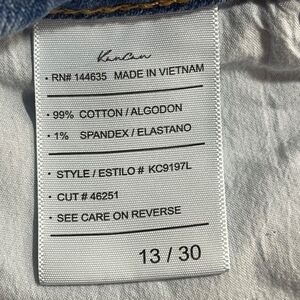 KanCan
· RN# 144635 MADE IN VIETNAM
· 99% COTTON / ALGODON
· 1% SPANDEX / ELASTANO
· STYLE / ESTILO # KC9197L
· CUT # 46251
· SEE CARE ON REVERSE
13 / 30